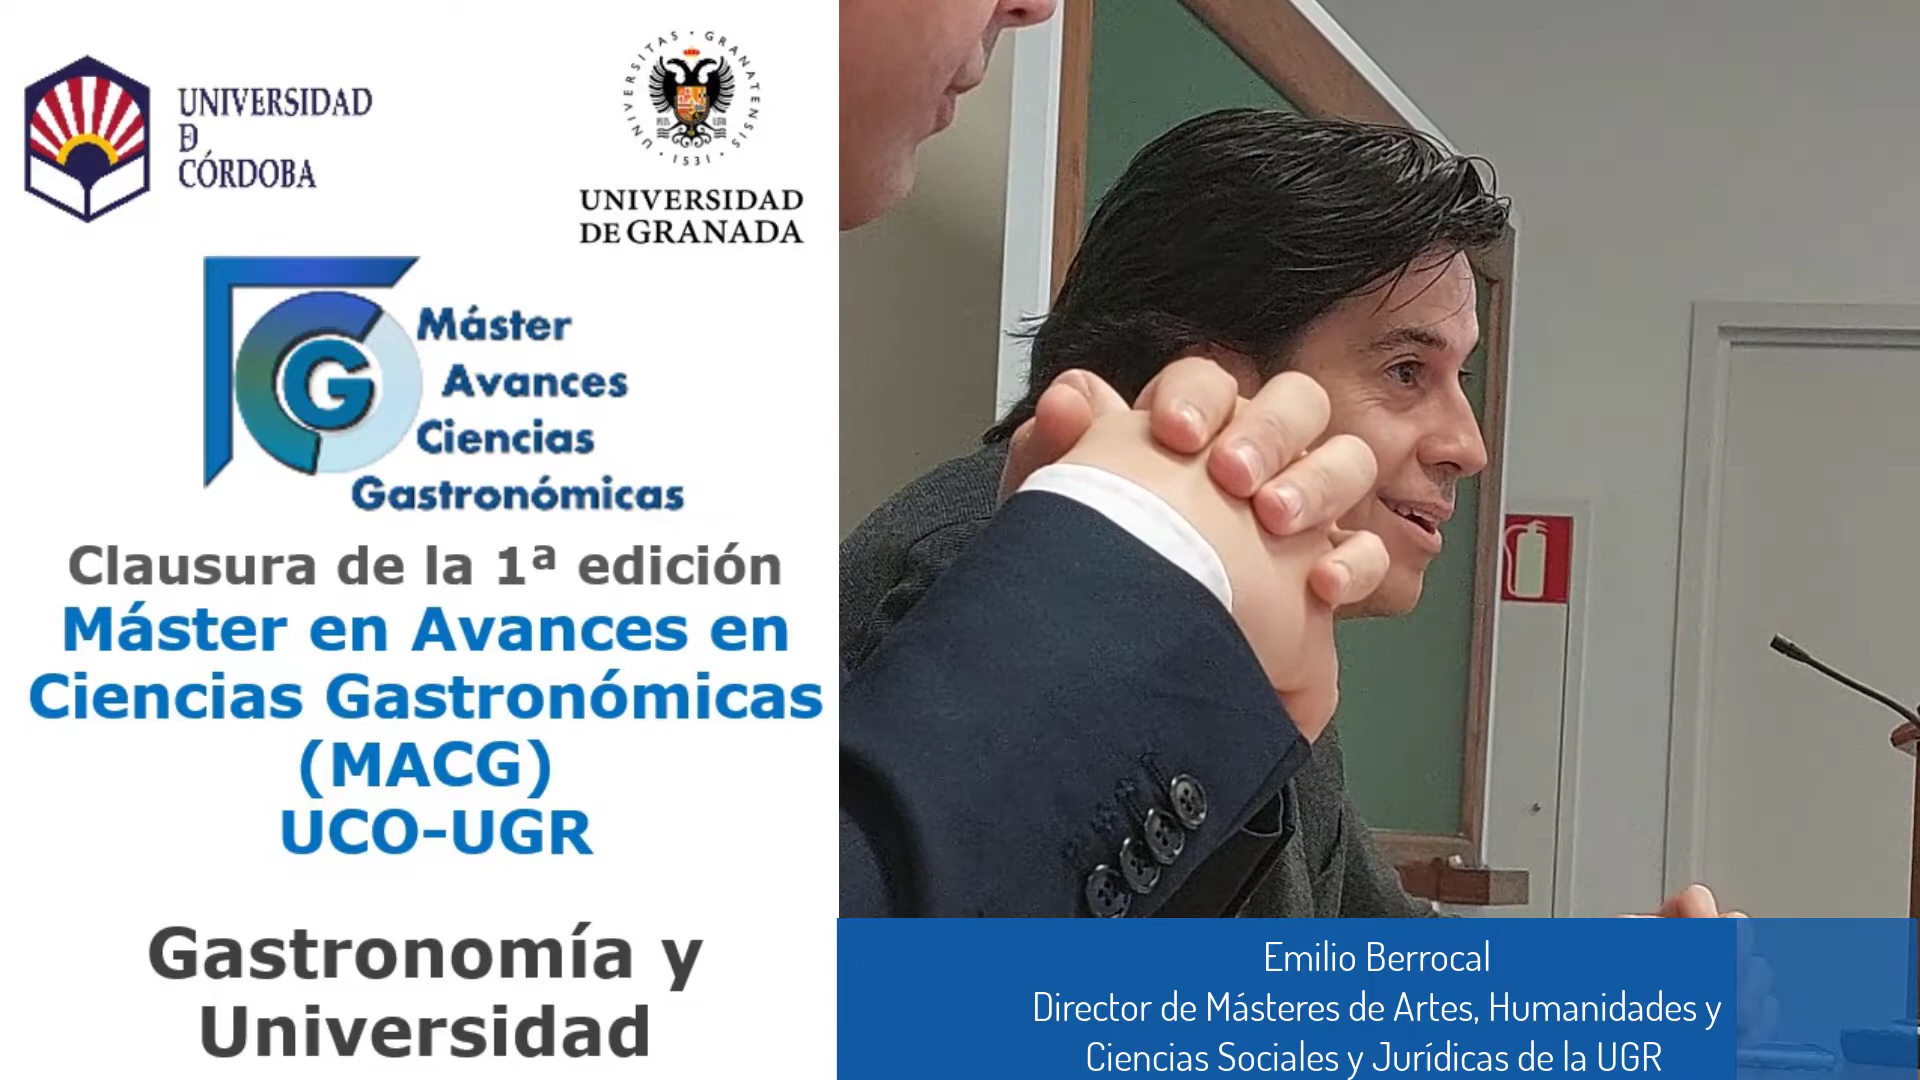 UNIVERSIDAD
D
CÓRDOBA
UNIVERSITAS · GRANATENSIS · 1531 ·
UNIVERSIDAD
DE GRANADA
G
Máster
Avances
Ciencias
Gastronómicas
Clausura de la 1ª edición
Máster en Avances en
Ciencias Gastronómicas
(MACG)
UCO-UGR
Gastronomía y
Universidad
Emilio Berrocal
Director de Másteres de Artes, Humanidades y
Ciencias Sociales y Jurídicas de la UGR